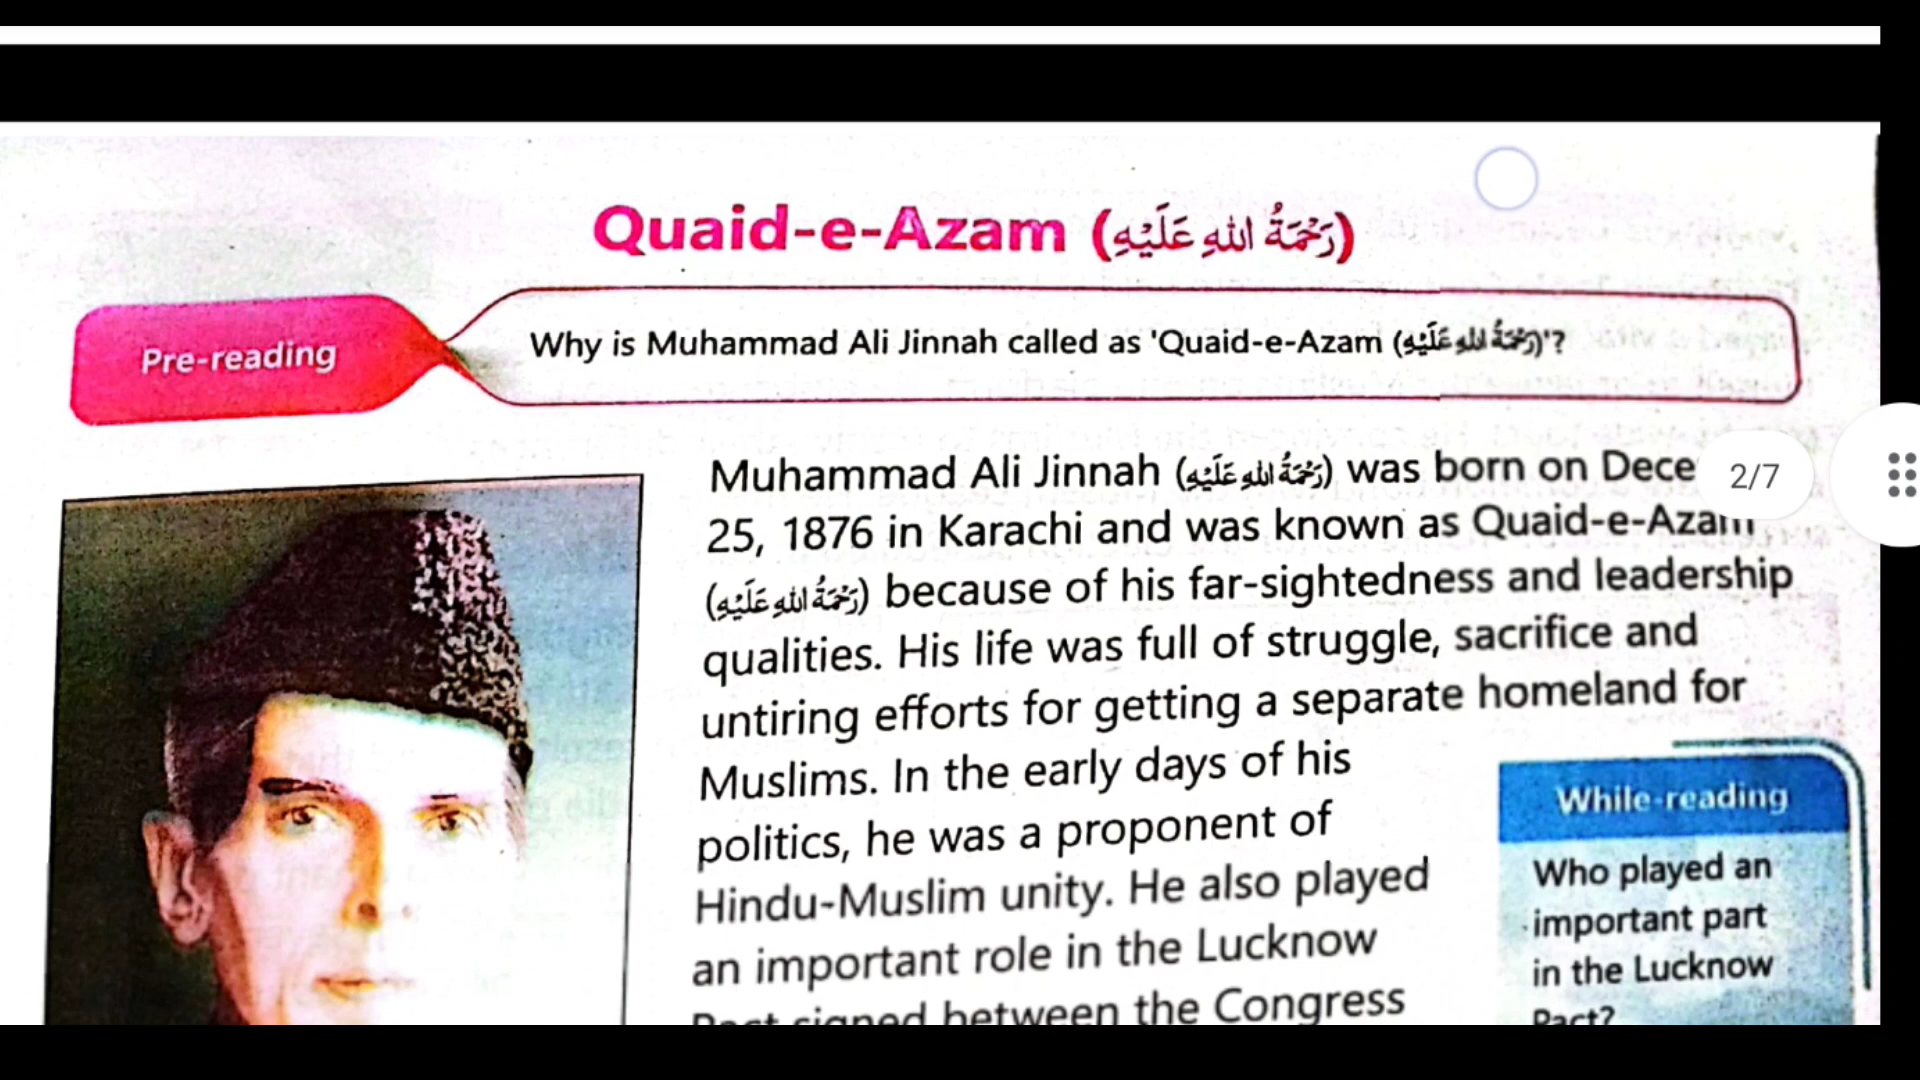 Quaid-e-Azam (رَحْمَةُ اللهِ عَلَيْهِ)
Pre-reading
Why is Muhammad Ali Jinnah called as 'Quaid-e-Azam (رَحْمَةُ اللهِ عَلَيْهِ)'?
Muhammad Ali Jinnah (رَحْمَةُ اللهِ عَلَيْهِ) was born on Dece
2/7
25, 1876 in Karachi and was known as Quaid-e-Azam
(رَحْمَةُ اللهِ عَلَيْهِ) because of his far-sightedness and leadership
qualities. His life was full of struggle, sacrifice and
untiring efforts for getting a separate homeland for
Muslims. In the early days of his
politics, he was a proponent of
Hindu-Muslim unity. He also played
an important role in the Lucknow
Pact signed between the Congress
While-reading
Who played an
important part
in the Lucknow
Pact?